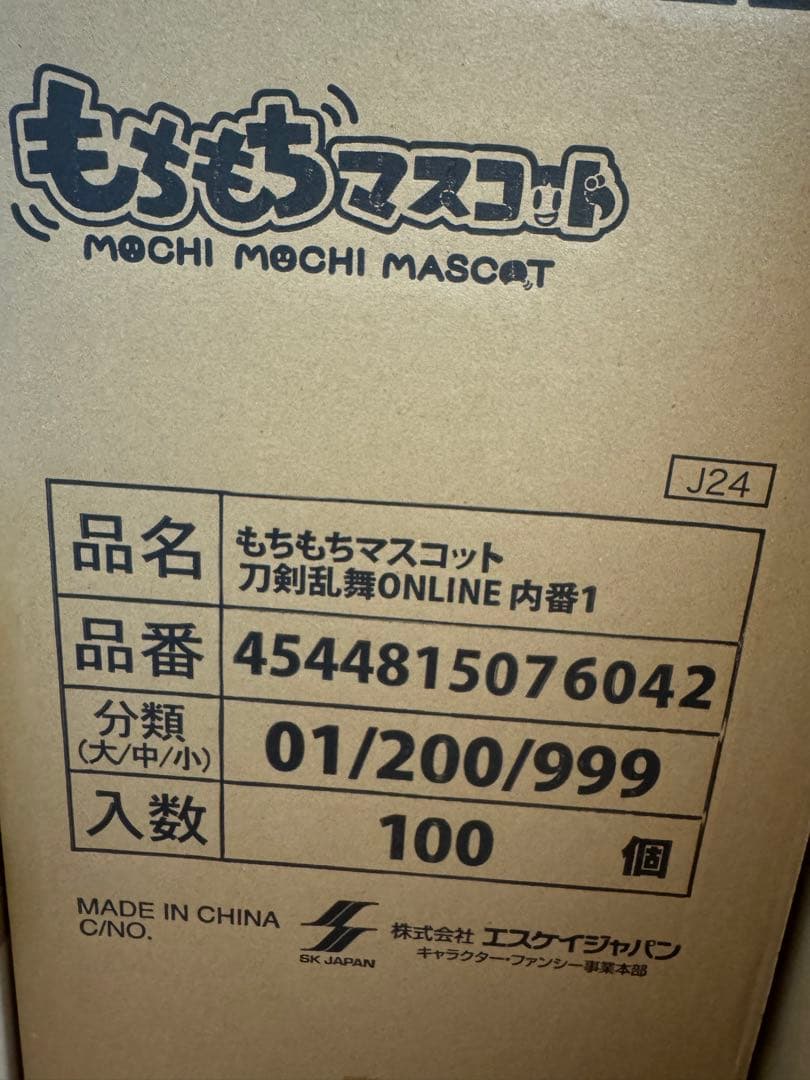 もちもちマスコット
MOCHI MOCHI MASCOT
J24
品名 もちもちマスコット
刀剣乱舞ONLINE 内番1
品番 4544815076042
分類
(大/中/小) 01/200/999
入数 100 個
MADE IN CHINA
C/NO.
SK JAPAN
株式会社 エスケイジャパン
キャラクター・ファンシー事業本部